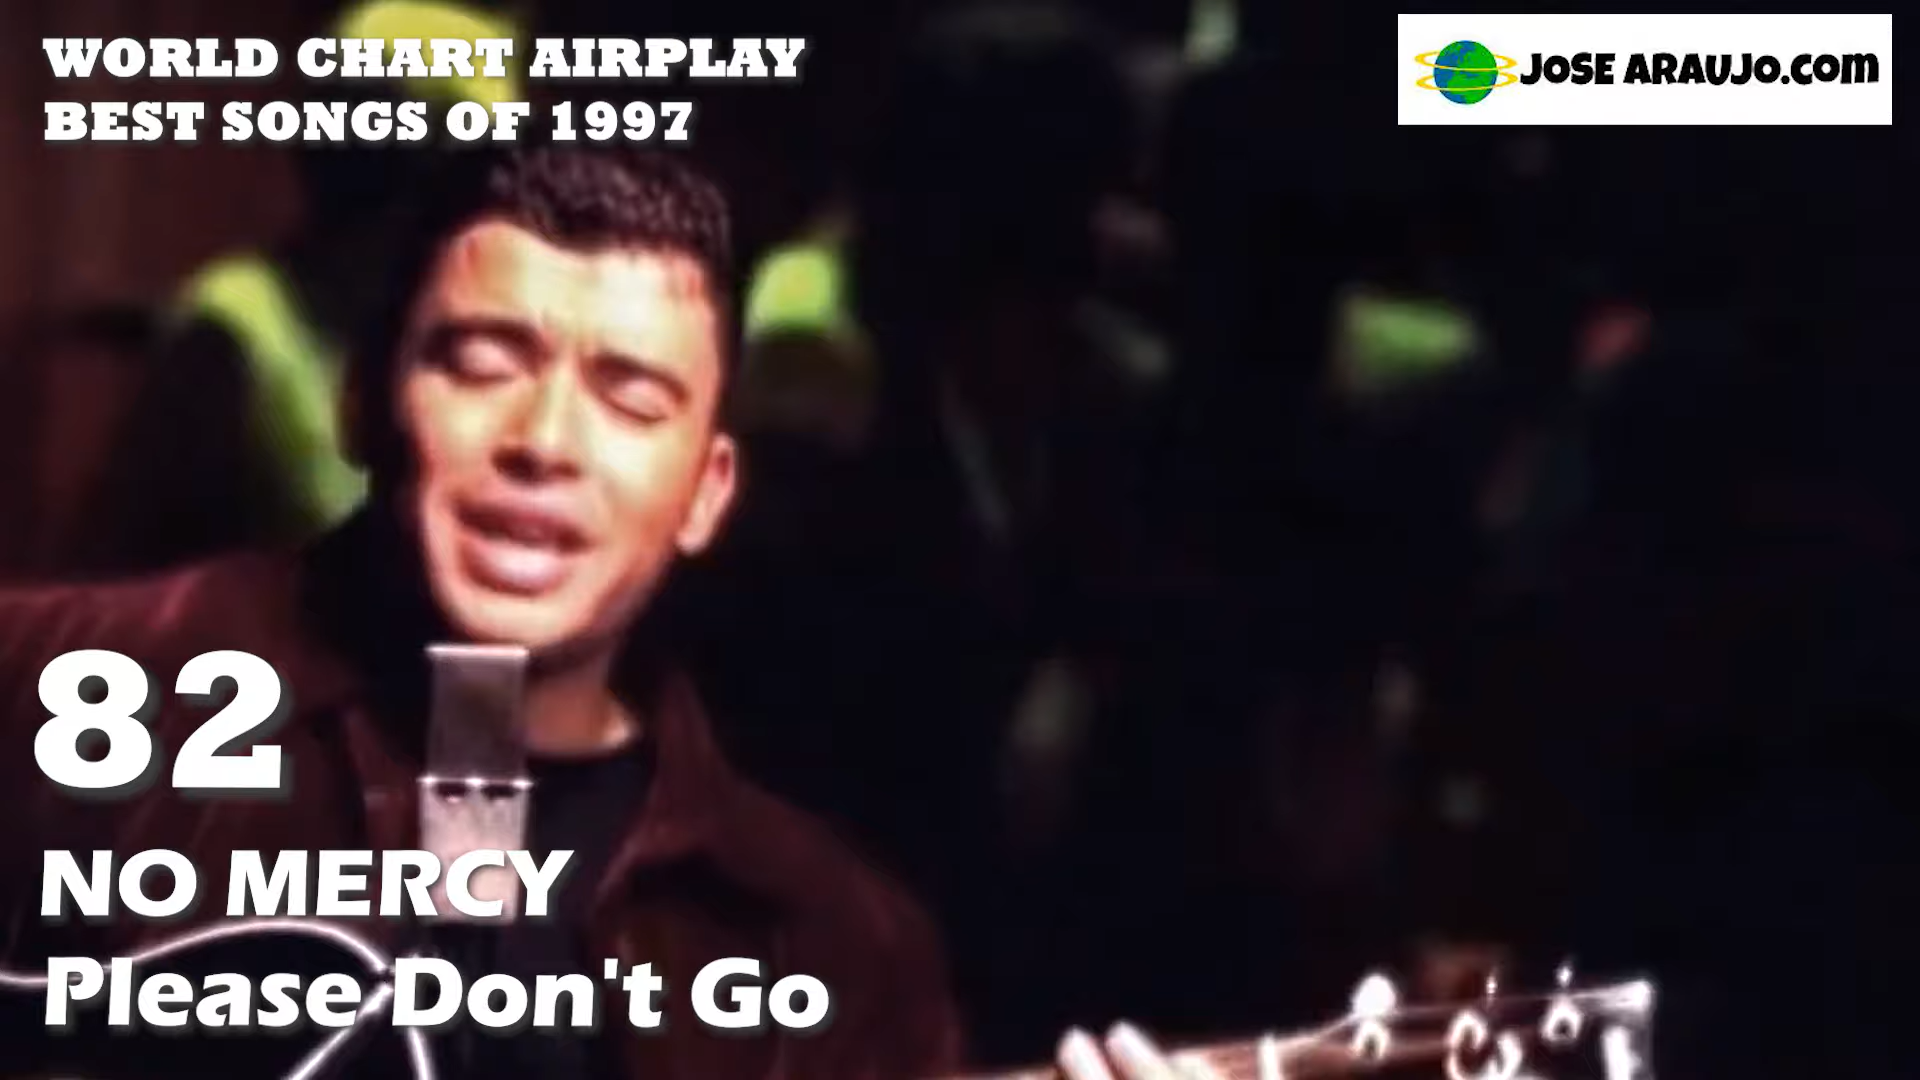 WORLD CHART AIRPLAY
BEST SONGS OF 1997
JOSE ARAUJO.com
82
NO MERCY
Please Don't Go